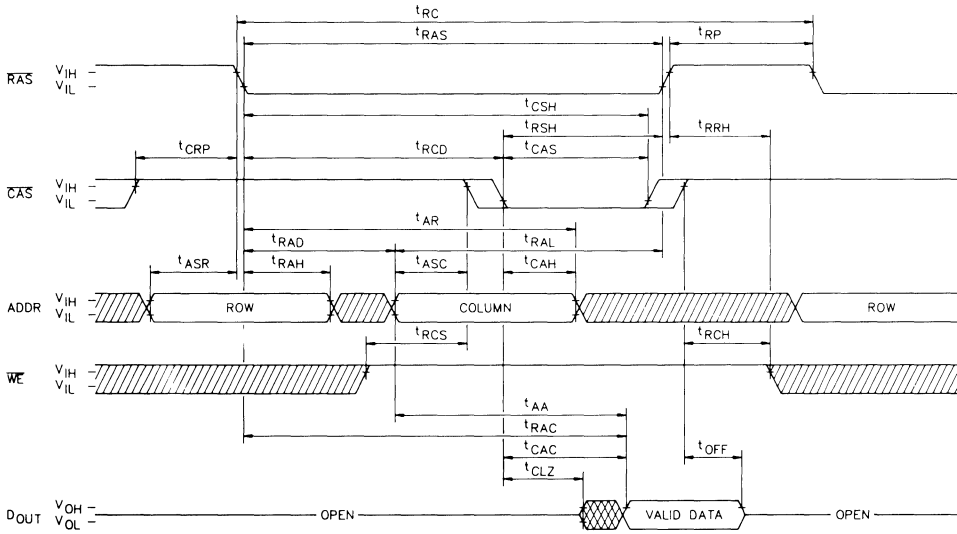 tRC
tRAS
tRP
RAS
VIH
VIL
tCSH
tRSH
tRRH
tCRP
tRCD
tCAS
CAS
VIH
VIL
tAR
tRAD
tRAL
tASR
tRAH
tASC
tCAH
ADDR
VIH
VIL
ROW
COLUMN
ROW
tRCS
tRCH
WE
VIH
VIL
tAA
tRAC
tCAC
tOFF
tCLZ
DOUT
VOH
VOL
OPEN
VALID DATA
OPEN